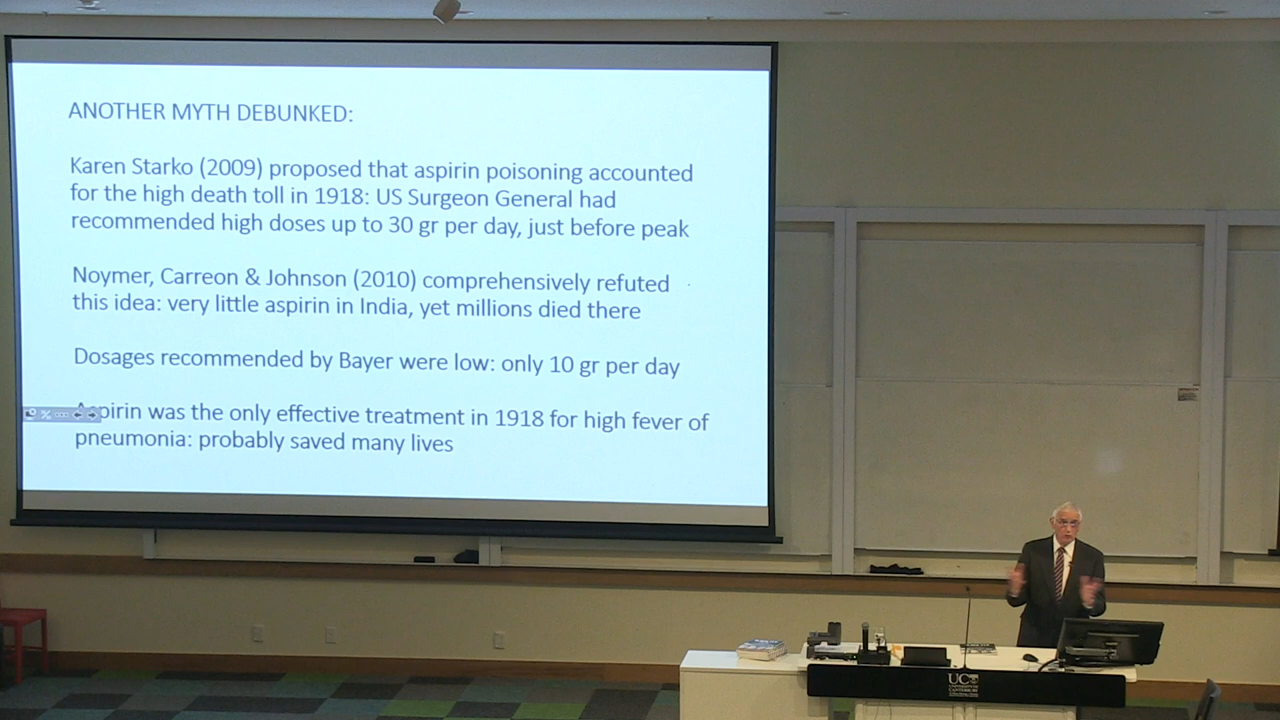 ANOTHER MYTH DEBUNKED:
Karen Starko (2009) proposed that aspirin poisoning accounted
for the high death toll in 1918: US Surgeon General had
recommended high doses up to 30 gr per day, just before peak
Noymer, Carreon & Johnson (2010) comprehensively refuted
this idea: very little aspirin in India, yet millions died there
Dosages recommended by Bayer were low: only 10 gr per day
Aspirin was the only effective treatment in 1918 for high fever of
pneumonia: probably saved many lives
UC
UNIVERSITY OF
CANTERBURY